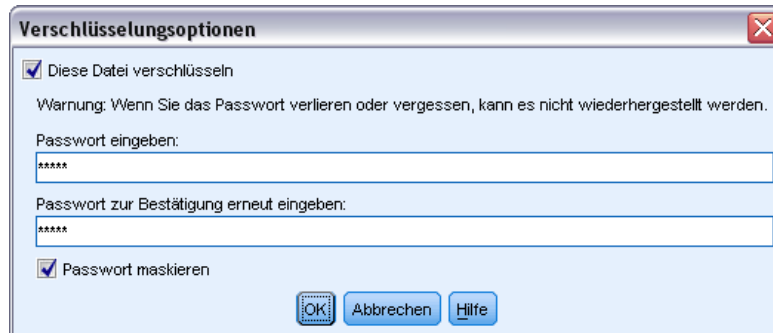 Verschlüsselungsoptionen
Diese Datei verschlüsseln
Warnung: Wenn Sie das Passwort verlieren oder vergessen, kann es nicht wiederhergestellt werden.
Passwort eingeben:
*****
Passwort zur Bestätigung erneut eingeben:
*****
Passwort maskieren
OK Abbrechen Hilfe